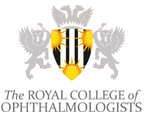 The ROYAL COLLEGE of
OPHTHALMOLOGISTS